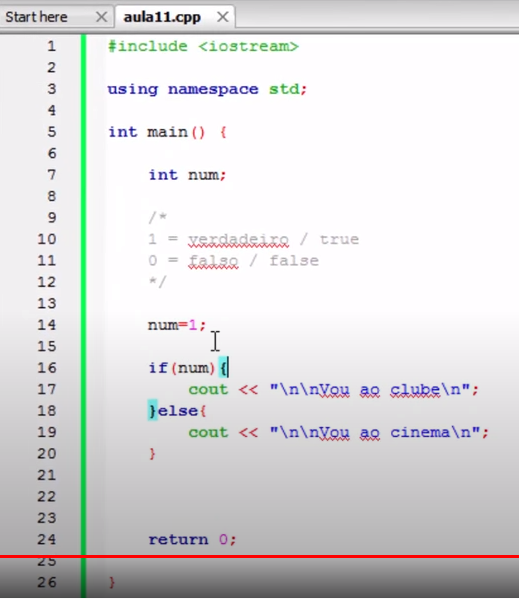 Start here aula11.cpp
1 #include <iostream>
2
3 using namespace std;
4
5 int main() {
6
7 int num;
8
9 /*
10 1 = verdadeiro / true
11 0 = falso / false
12 */
13
14 num=1;
15
16 if(num){
17 cout << "\n\nVou ao clube\n";
18 }else{
19 cout << "\n\nVou ao cinema\n";
20 }
21
22
23
24 return 0;
25
26 }